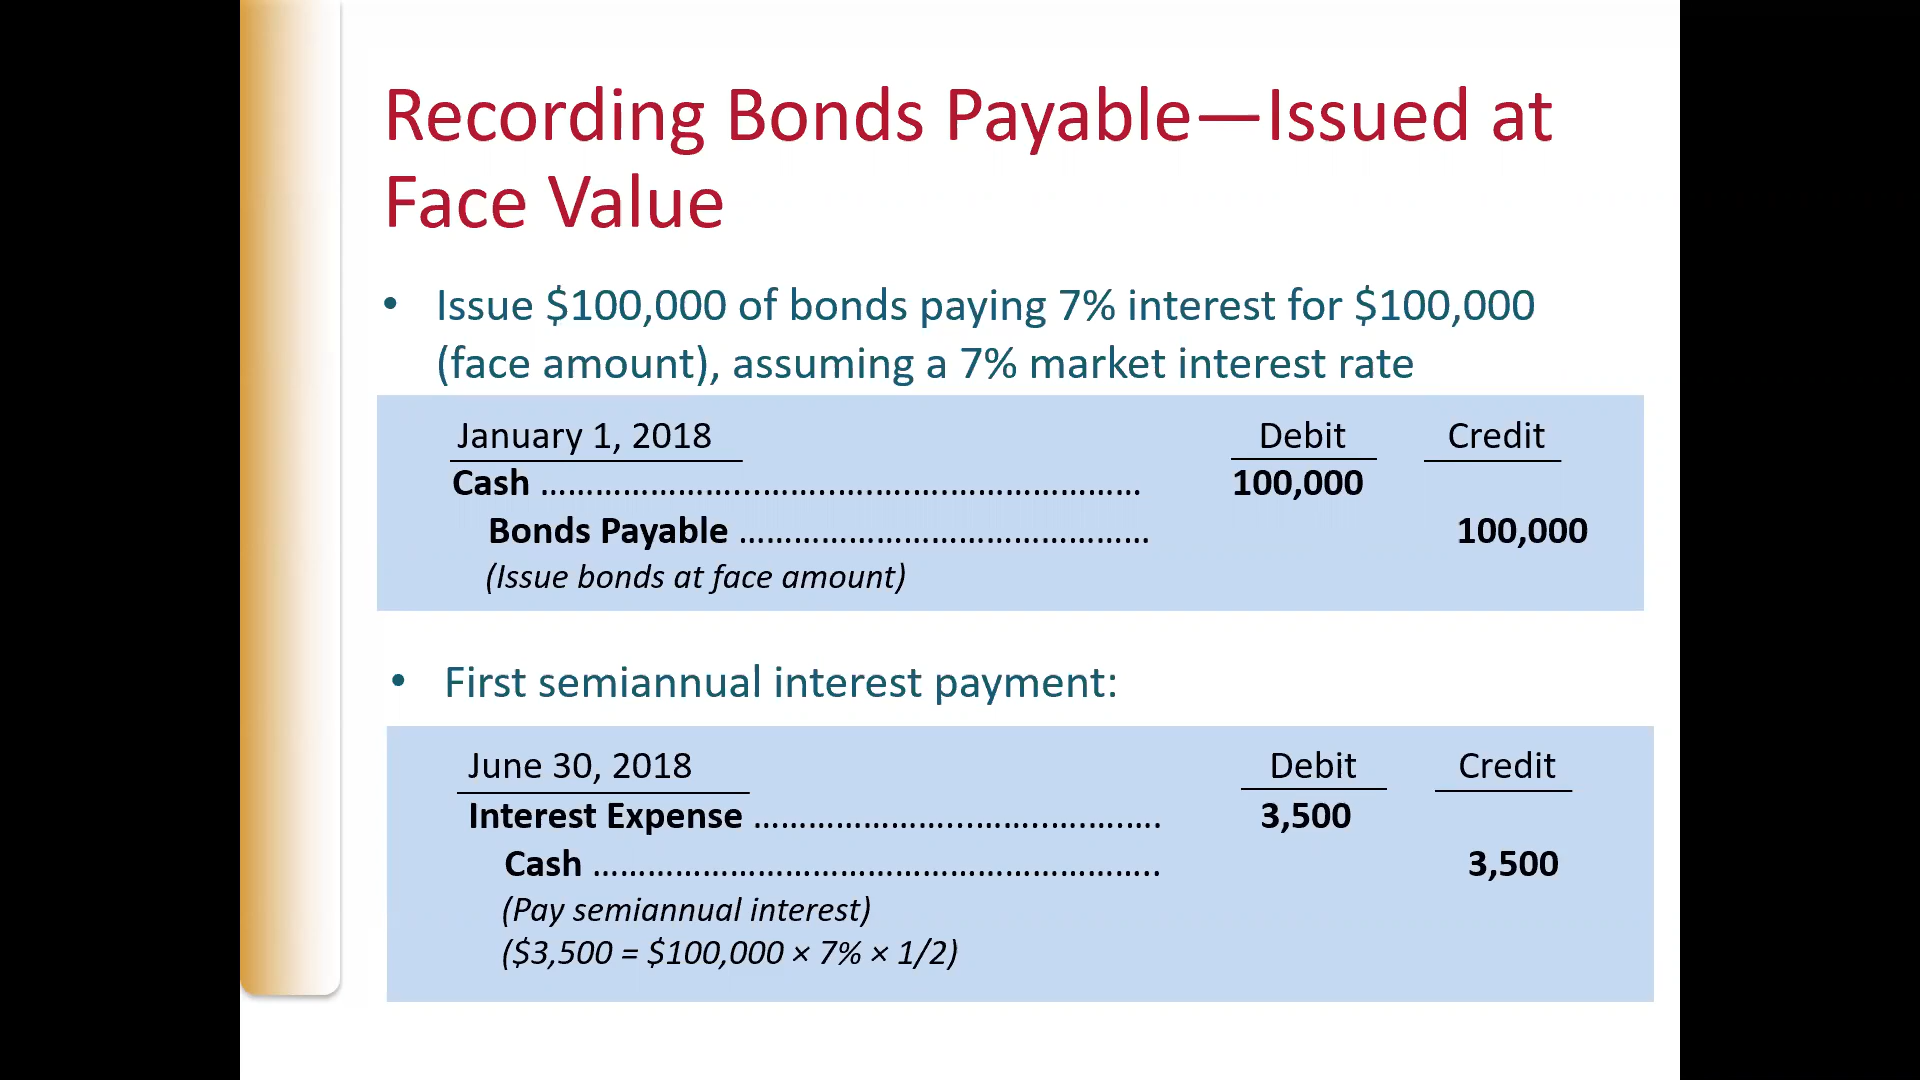 Recording Bonds Payable—Issued at
Face Value
• Issue $100,000 of bonds paying 7% interest for $100,000
(face amount), assuming a 7% market interest rate
January 1, 2018 Debit Credit
Cash ………………………………………………………… 100,000
Bonds Payable ……………………………………… 100,000
(Issue bonds at face amount)
• First semiannual interest payment:
June 30, 2018 Debit Credit
Interest Expense ……………………………………… 3,500
Cash …………………………………………………….. 3,500
(Pay semiannual interest)
($3,500 = $100,000 × 7% × 1/2)